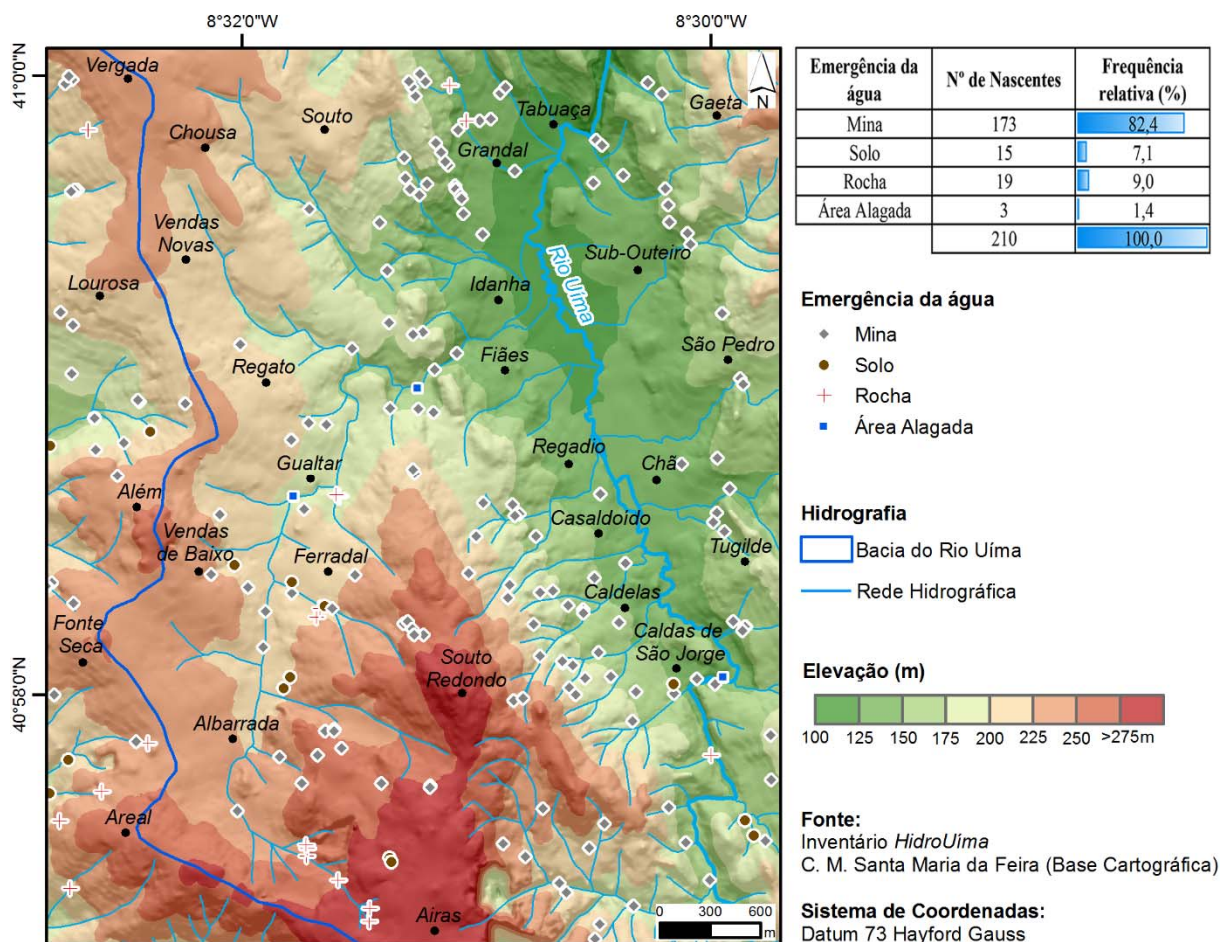 8°32'0"W
8°30'0"W
41°0'0"N
40°58'0"N
N
Vergada
Chousa
Souto
Tabuaça
Gaeta
Grandal
Vendas
Novas
Sub-Outeiro
Lourosa
Idanha
Rio Uíma
São Pedro
Regato
Fiães
Regadio
Chã
Gualtar
Além
Vendas
de Baixo
Ferradal
Casaldoido
Tugilde
Caldelas
Fonte
Seca
Caldas de
São Jorge
Souto
Redondo
Albarrada
Areal
Airas
0 300 600
m
Emergência da água Nº de Nascentes Frequência relativa (%)
Mina 173 82,4
Solo 15 7,1
Rocha 19 9,0
Área Alagada 3 1,4
210 100,0
Emergência da água
Mina
Solo
Rocha
Área Alagada
Hidrografia
Bacia do Rio Uíma
Rede Hidrográfica
Elevação (m)
100 125 150 175 200 225 250 >275m
Fonte:
Inventário HidroUíma
C. M. Santa Maria da Feira (Base Cartográfica)
Sistema de Coordenadas:
Datum 73 Hayford Gauss